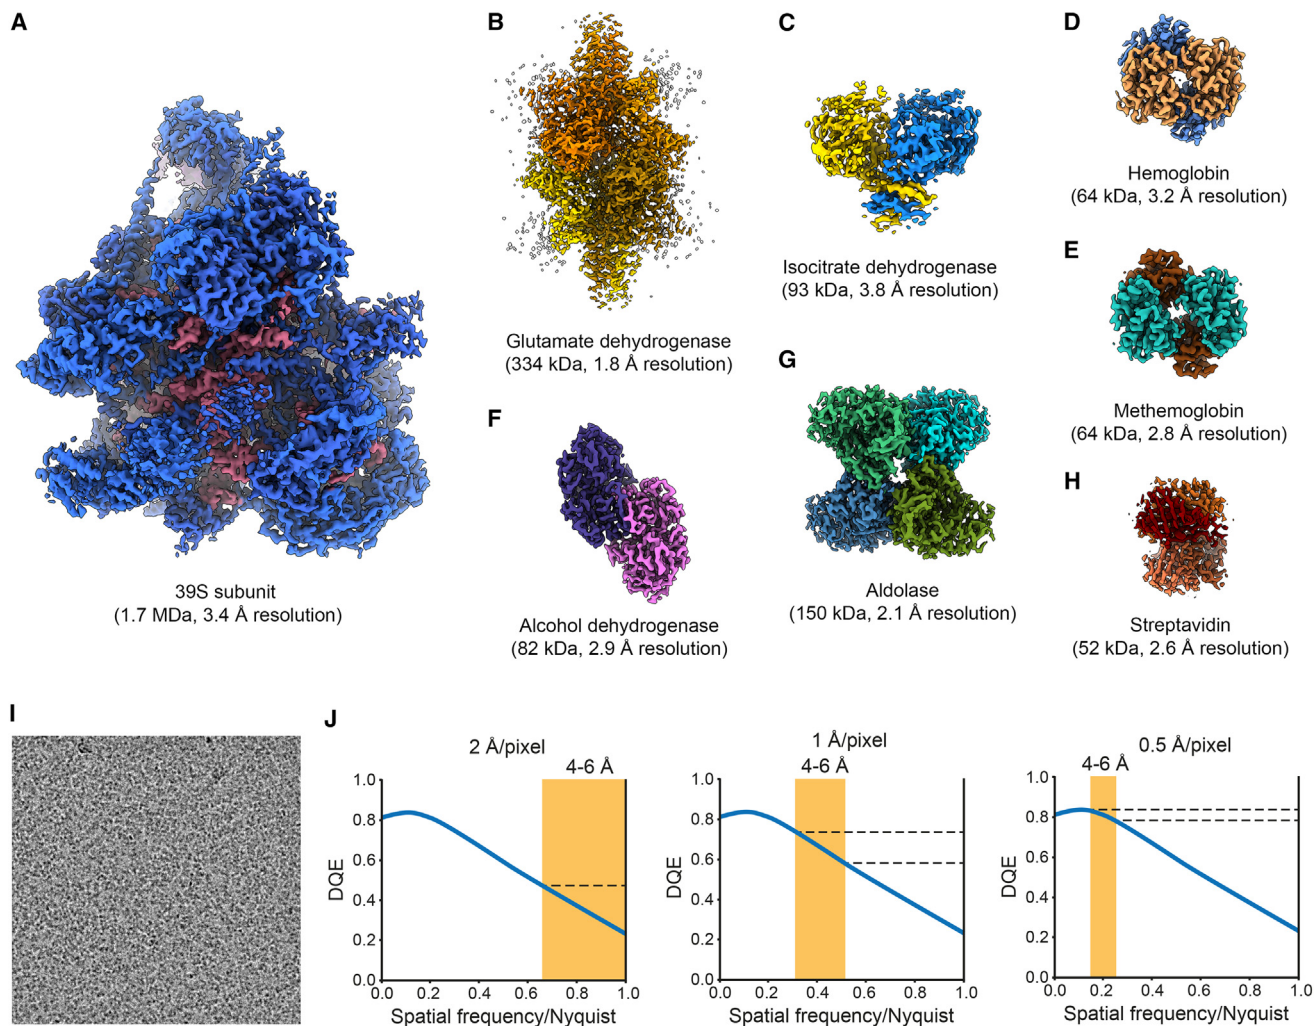 A
39S subunit
(1.7 MDa, 3.4 Å resolution)
B
Glutamate dehydrogenase
(334 kDa, 1.8 Å resolution)
C
Isocitrate dehydrogenase
(93 kDa, 3.8 Å resolution)
D
Hemoglobin
(64 kDa, 3.2 Å resolution)
E
Methemoglobin
(64 kDa, 2.8 Å resolution)
F
Alcohol dehydrogenase
(82 kDa, 2.9 Å resolution)
G
Aldolase
(150 kDa, 2.1 Å resolution)
H
Streptavidin
(52 kDa, 2.6 Å resolution)
I
J
2 Å/pixel
4-6 Å
1.0
0.8
0.6
0.4
0.2
0.0
DQE
0.0 0.2 0.4 0.6 0.8 1.0
Spatial frequency/Nyquist
1 Å/pixel
4-6 Å
1.0
0.8
0.6
0.4
0.2
0.0
DQE
0.0 0.2 0.4 0.6 0.8 1.0
Spatial frequency/Nyquist
0.5 Å/pixel
4-6 Å
1.0
0.8
0.6
0.4
0.2
0.0
DQE
0.0 0.2 0.4 0.6 0.8 1.0
Spatial frequency/Nyquist